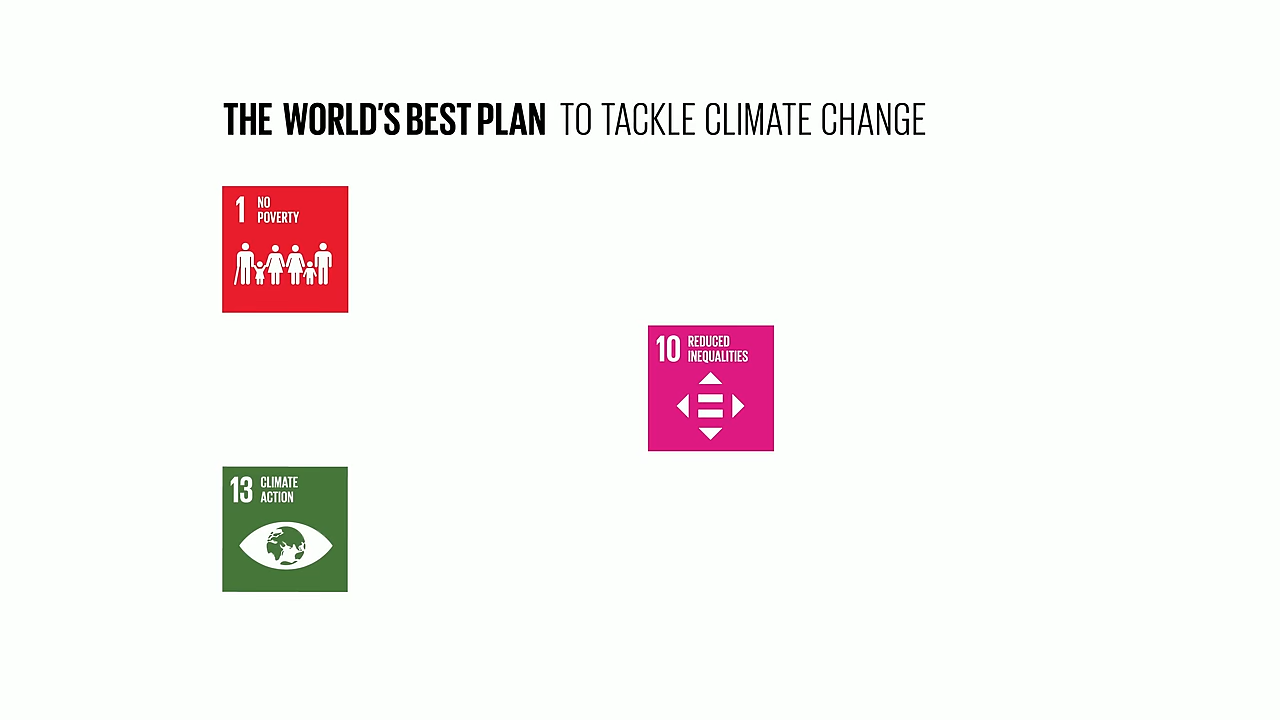 THE WORLD'S BEST PLAN TO TACKLE CLIMATE CHANGE
1 NO
POVERTY
10 REDUCED
INEQUALITIES
13 CLIMATE
ACTION